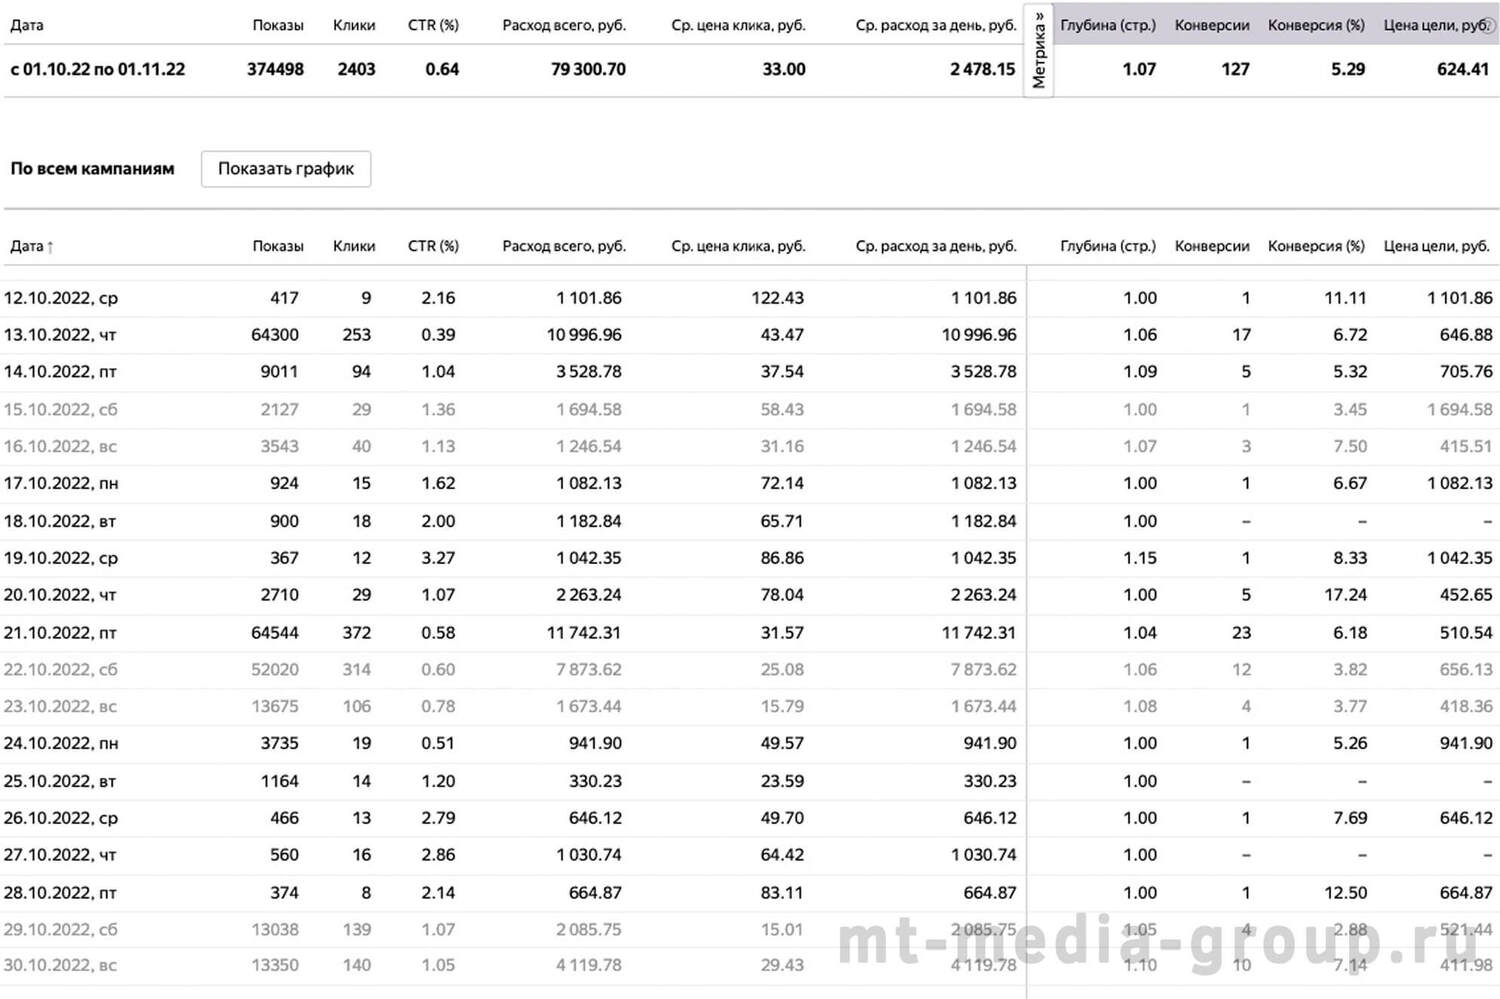 Дата Показы Клики CTR (%) Расход всего, руб. Ср. цена клика, руб. Ср. расход за день, руб. Метрика » Глубина (стр.) Конверсии Конверсия (%) Цена цели, руб. ?
с 01.10.22 по 01.11.22 374498 2403 0.64 79 300.70 33.00 2 478.15 1.07 127 5.29 624.41
По всем кампаниям Показать график
Дата ↑ Показы Клики CTR (%) Расход всего, руб. Ср. цена клика, руб. Ср. расход за день, руб. Глубина (стр.) Конверсии Конверсия (%) Цена цели, руб.
12.10.2022, ср 417 9 2.16 1 101.86 122.43 1 101.86 1.00 1 11.11 1 101.86
13.10.2022, чт 64300 253 0.39 10 996.96 43.47 10 996.96 1.06 17 6.72 646.88
14.10.2022, пт 9011 94 1.04 3 528.78 37.54 3 528.78 1.09 5 5.32 705.76
15.10.2022, сб 2127 29 1.36 1 694.58 58.43 1 694.58 1.00 1 3.45 1 694.58
16.10.2022, вс 3543 40 1.13 1 246.54 31.16 1 246.54 1.07 3 7.50 415.51
17.10.2022, пн 924 15 1.62 1 082.13 72.14 1 082.13 1.00 1 6.67 1 082.13
18.10.2022, вт 900 18 2.00 1 182.84 65.71 1 182.84 1.00 – – –
19.10.2022, ср 367 12 3.27 1 042.35 86.86 1 042.35 1.15 1 8.33 1 042.35
20.10.2022, чт 2710 29 1.07 2 263.24 78.04 2 263.24 1.00 5 17.24 452.65
21.10.2022, пт 64544 372 0.58 11 742.31 31.57 11 742.31 1.04 23 6.18 510.54
22.10.2022, сб 52020 314 0.60 7 873.62 25.08 7 873.62 1.06 12 3.82 656.13
23.10.2022, вс 13675 106 0.78 1 673.44 15.79 1 673.44 1.08 4 3.77 418.36
24.10.2022, пн 3735 19 0.51 941.90 49.57 941.90 1.00 1 5.26 941.90
25.10.2022, вт 1164 14 1.20 330.23 23.59 330.23 1.00 – – –
26.10.2022, ср 466 13 2.79 646.12 49.70 646.12 1.00 1 7.69 646.12
27.10.2022, чт 560 16 2.86 1 030.74 64.42 1 030.74 1.00 – – –
28.10.2022, пт 374 8 2.14 664.87 83.11 664.87 1.00 1 12.50 664.87
29.10.2022, сб 13038 139 1.07 2 085.75 15.01 2 085.75 1.05 4 2.88 521.44
mt-media-group.ru
30.10.2022, вс 13350 140 1.05 4 119.78 29.43 4 119.78 1.10 10 7.14 411.98